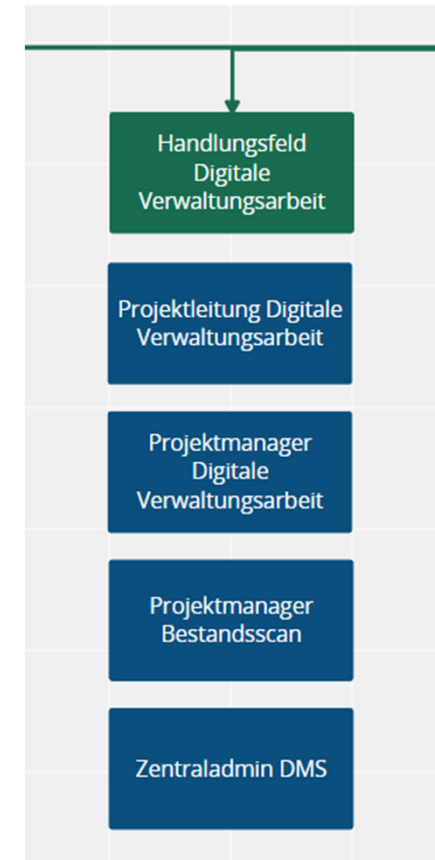 Handlungsfeld
Digitale
Verwaltungsarbeit
Projektleitung Digitale
Verwaltungsarbeit
Projektmanager
Digitale
Verwaltungsarbeit
Projektmanager
Bestandsscan
Zentraladmin DMS